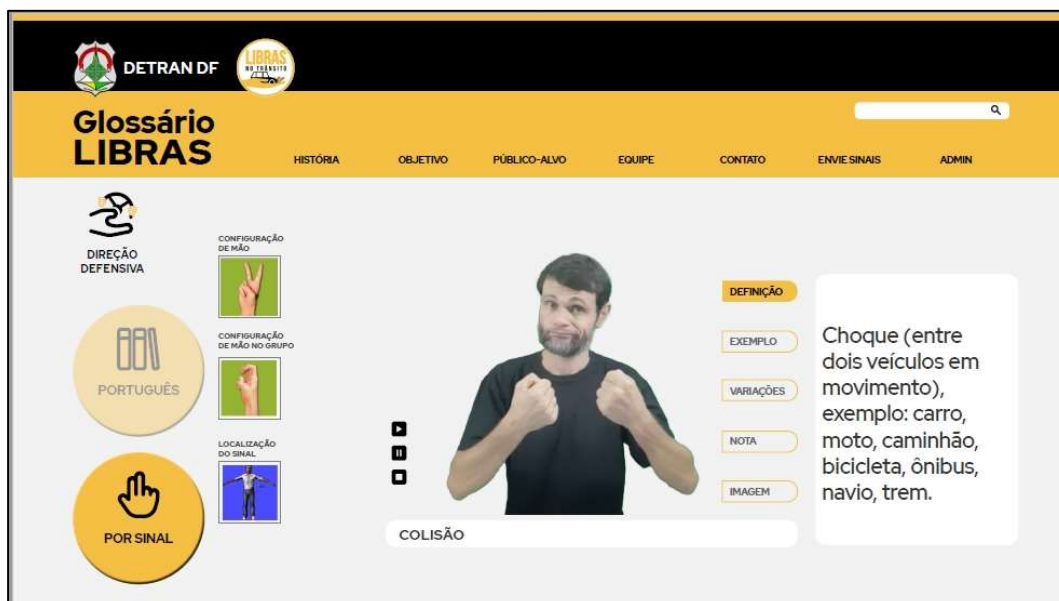 DETRAN DF
LIBRAS
NO TRÂNSITO
Glossário
LIBRAS
HISTÓRIA
OBJETIVO
PÚBLICO-ALVO
EQUIPE
CONTATO
ENVIE SINAIS
ADMIN
DIREÇÃO
DEFENSIVA
PORTUGUÊS
POR SINAL
CONFIGURAÇÃO
DE MÃO
CONFIGURAÇÃO
DE MÃO NO GRUPO
LOCALIZAÇÃO
DO SINAL
COLISÃO
DEFINIÇÃO
EXEMPLO
VARIAÇÕES
NOTA
IMAGEM
Choque (entre
dois veículos em
movimento),
exemplo: carro,
moto, caminhão,
bicicleta, ônibus,
navio, trem.